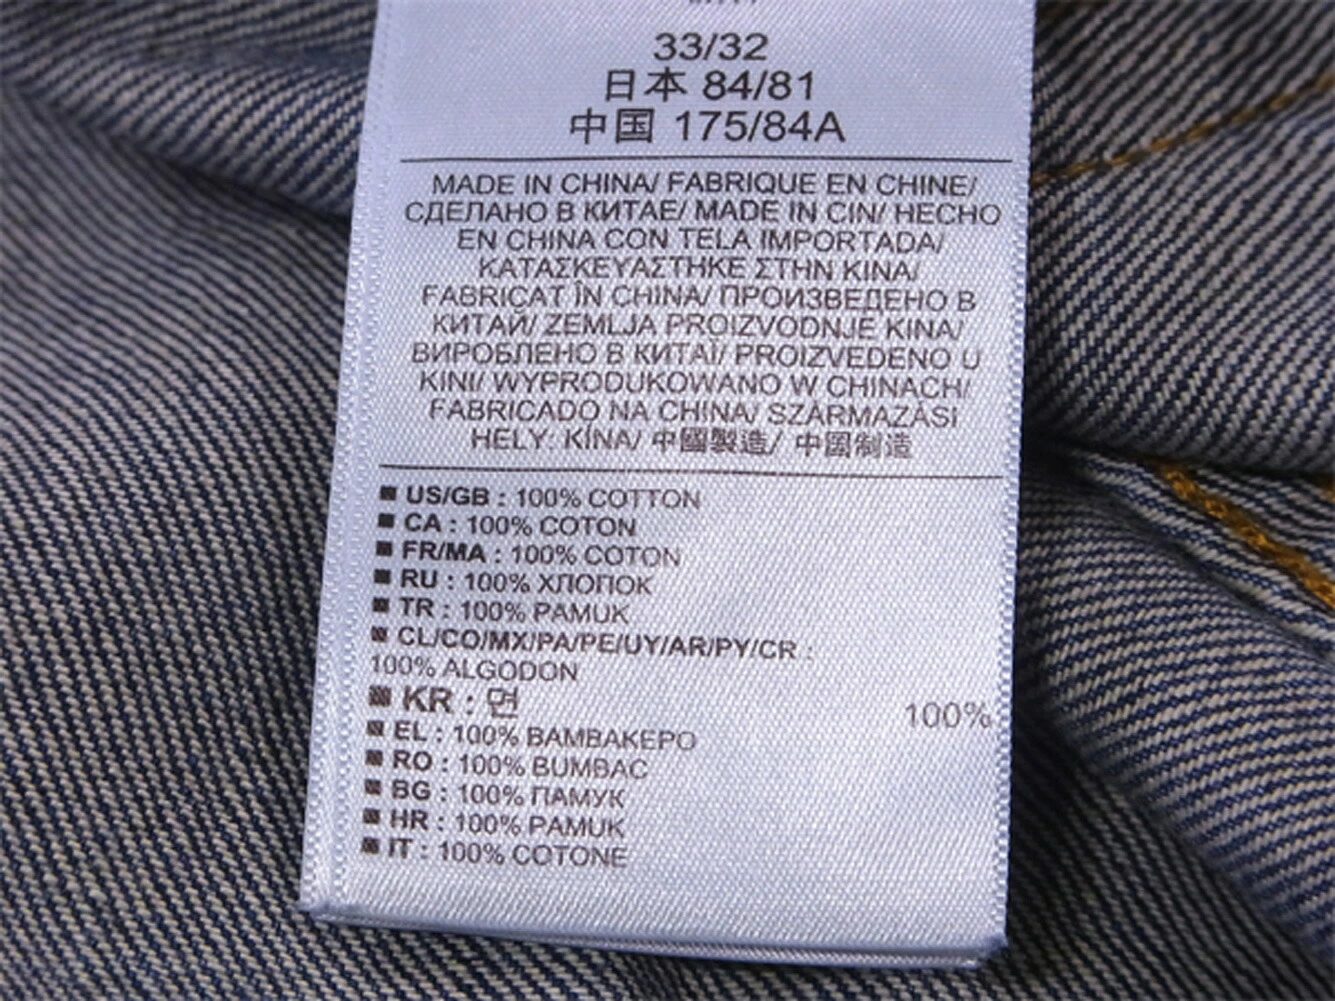 33/32
日本 84/81
中国 175/84A
MADE IN CHINA/ FABRIQUE EN CHINE/
СДЕЛАНО В КИТАЕ/ MADE IN CIN/ HECHO
EN CHINA CON TELA IMPORTADA/
ΚΑΤΑΣΚΕΥΑΣΤΗΚΕ ΣΤΗΝ ΚΙΝΑ/
FABRICAT ÎN CHINA/ ПРОИЗВЕДЕНО В
КИТАЙ/ ZEMLJA PROIZVODNJE KINA/
ВИРОБЛЕНО В КИТАЇ/ PROIZVEDENO U
KINI/ WYPRODUKOWANO W CHINACH/
FABRICADO NA CHINA/ SZÁRMAZÁSI
HELY: KÍNA/ 中國製造/ 中国制造
■ US/GB : 100% COTTON
■ CA : 100% COTON
■ FR/MA : 100% COTON
■ RU : 100% ХЛОПОК
■ TR : 100% PAMUK
■ CL/CO/MX/PA/PE/UY/AR/PY/CR :
100% ALGODON
■ KR : 면 100%
■ EL : 100% ΒΑΜΒΑΚΕΡΟ
■ RO : 100% BUMBAC
■ BG : 100% ПАМУК
■ HR : 100% PAMUK
■ IT : 100% COTONE